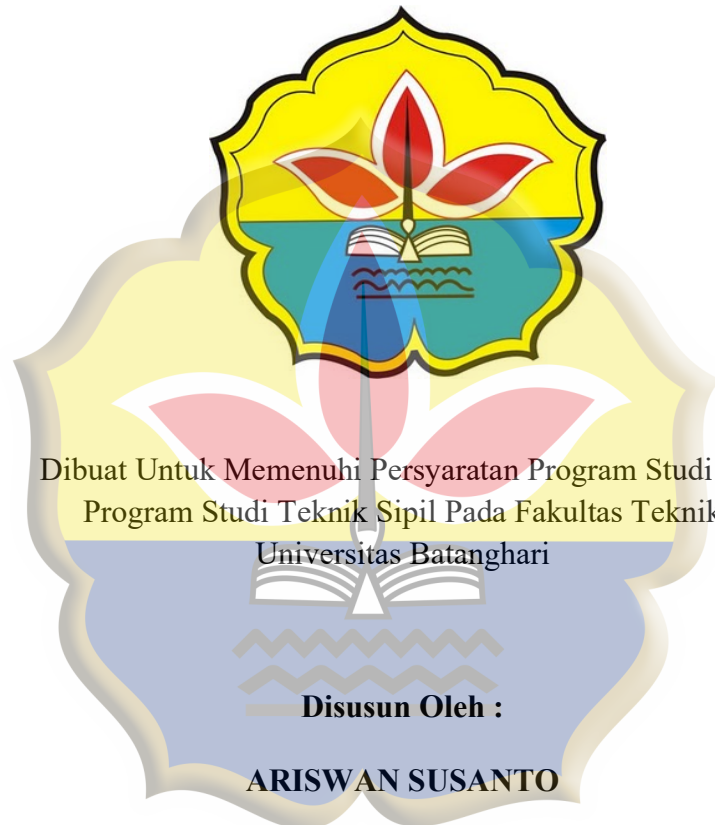 Dibuat Untuk Memenuhi Persyaratan Program Studi
Program Studi Teknik Sipil Pada Fakultas Teknik
Universitas Batanghari
Disusun Oleh :
ARISWAN SUSANTO